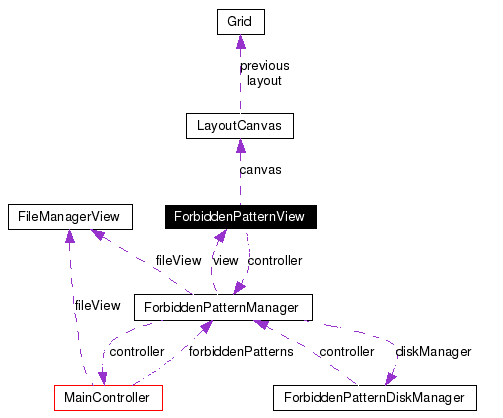 Grid
previous
layout
LayoutCanvas
canvas
FileManagerView
ForbiddenPatternView
fileView
view
controller
fileView
ForbiddenPatternManager
controller
forbiddenPatterns
controller
diskManager
MainController
ForbiddenPatternDiskManager